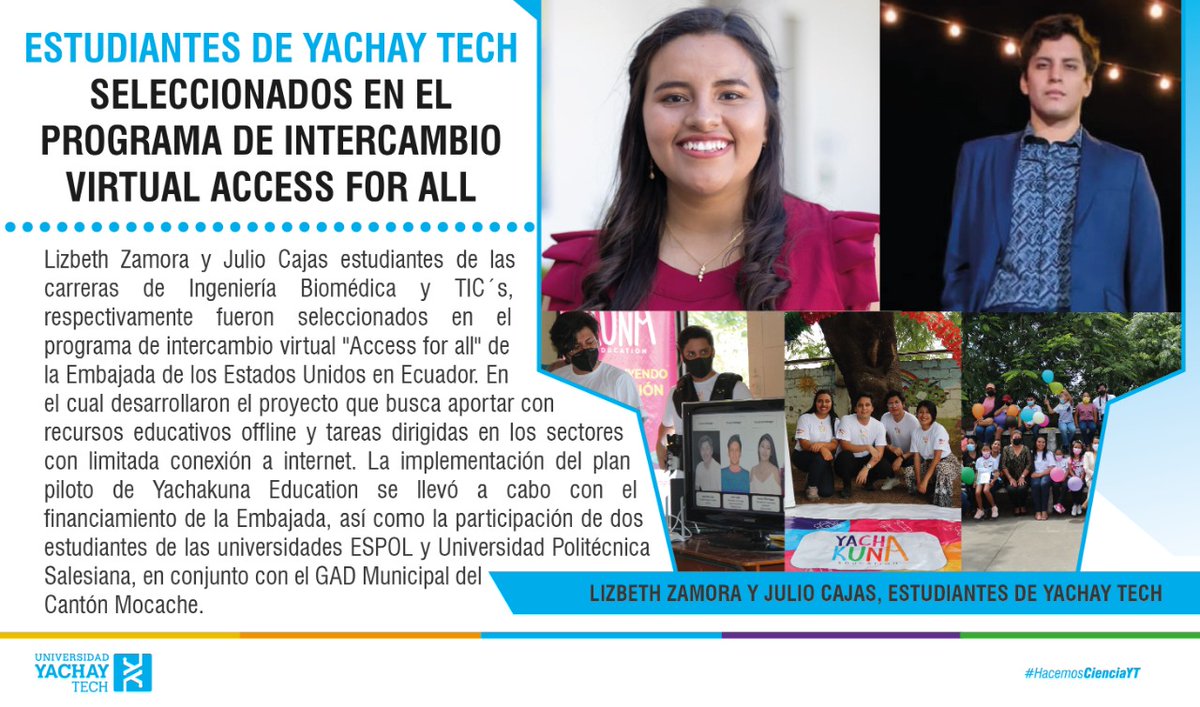 ESTUDIANTES DE YACHAY TECH
SELECCIONADOS EN EL
PROGRAMA DE INTERCAMBIO
VIRTUAL ACCESS FOR ALL
Lizbeth Zamora y Julio Cajas estudiantes de las
carreras de Ingeniería Biomédica y TIC´s,
respectivamente fueron seleccionados en el
programa de intercambio virtual "Access for all" de
la Embajada de los Estados Unidos en Ecuador. En
el cual desarrollaron el proyecto que busca aportar con
recursos educativos offline y tareas dirigidas en los sectores
con limitada conexión a internet. La implementación del plan
piloto de Yachakuna Education se llevó a cabo con el
financiamiento de la Embajada, así como la participación de dos
estudiantes de las universidades ESPOL y Universidad Politécnica
Salesiana, en conjunto con el GAD Municipal del
Cantón Mocache.
EDUCATION
YACHA
KUNA
EDUCATION
LIZBETH ZAMORA Y JULIO CAJAS, ESTUDIANTES DE YACHAY TECH
UNIVERSIDAD
YACHAY
TECH
#HacemosCienciaYT